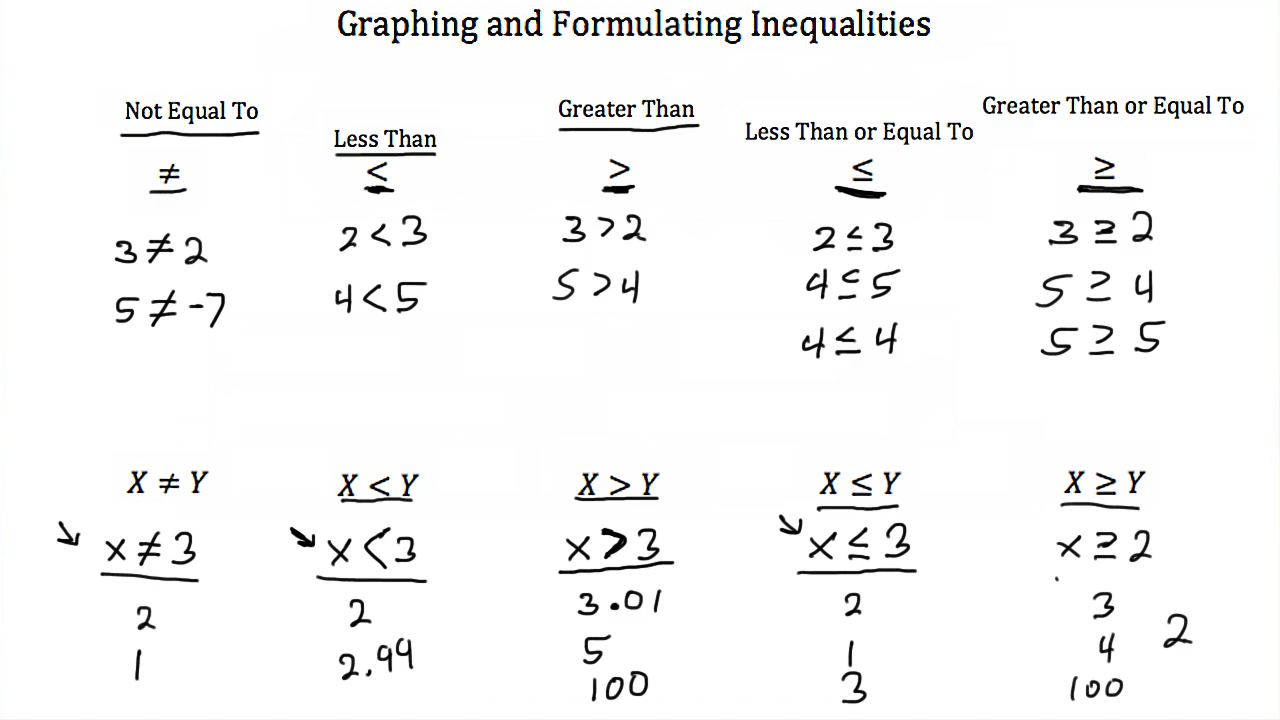 Graphing and Formulating Inequalities
Not Equal To
≠
3 ≠ 2
5 ≠ -7
Less Than
<
2 < 3
4 < 5
Greater Than
>
3 > 2
5 > 4
Less Than or Equal To
≤
2 ≤ 3
4 ≤ 5
4 ≤ 4
Greater Than or Equal To
≥
3 ≥ 2
5 ≥ 4
5 ≥ 5
X ≠ Y
x ≠ 3
2
1
X < Y
x < 3
2
2.99
X > Y
x > 3
3.01
5
100
X ≤ Y
x ≤ 3
2
1
3
X ≥ Y
x ≥ 2
3
4
100
2